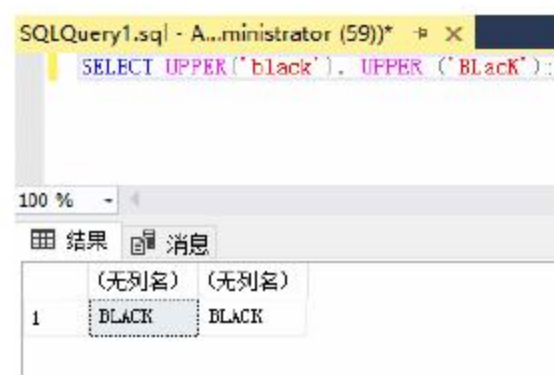 SQLQuery1.sql - A...ministrator (59))*
SELECT UPPER('black'), UPPER ('BLacK');
100 %
结果 消息
(无列名) (无列名)
1 BLACK BLACK